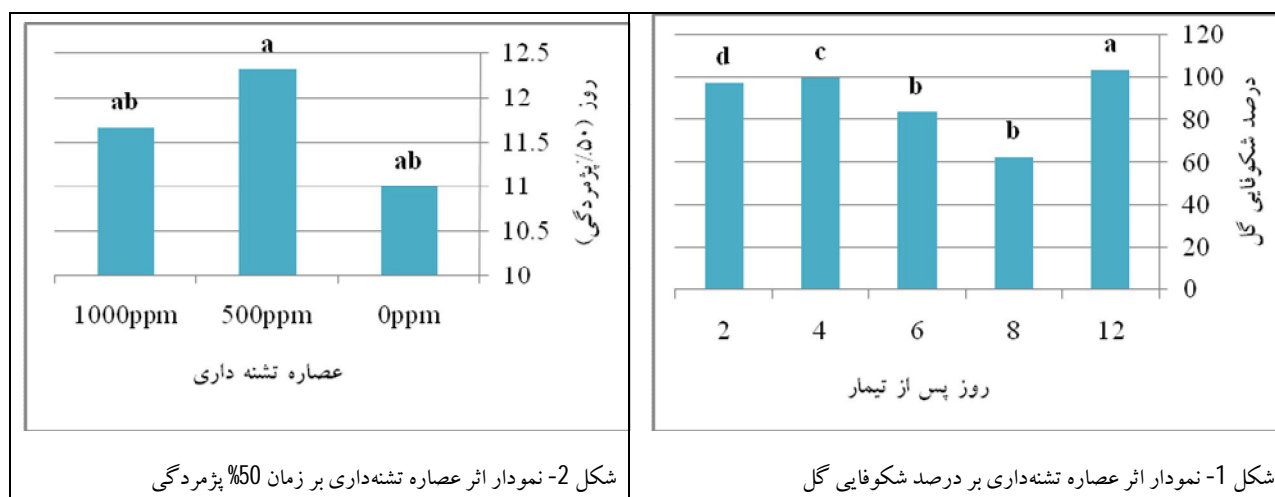 120
100
80
60
40
20
0
درصد شکوفایی گل
d
c
b
b
a
2
4
6
8
12
روز پس از تیمار
شکل 1- نمودار اثر عصاره تشنه‌داری بر درصد شکوفایی گل
12.5
12
11.5
11
10.5
10
روز (۵۰٪پژمردگی)
ab
a
ab
1000ppm
500ppm
0ppm
عصاره تشنه داری
شکل 2- نمودار اثر عصاره تشنه‌داری بر زمان 50% پژمردگی